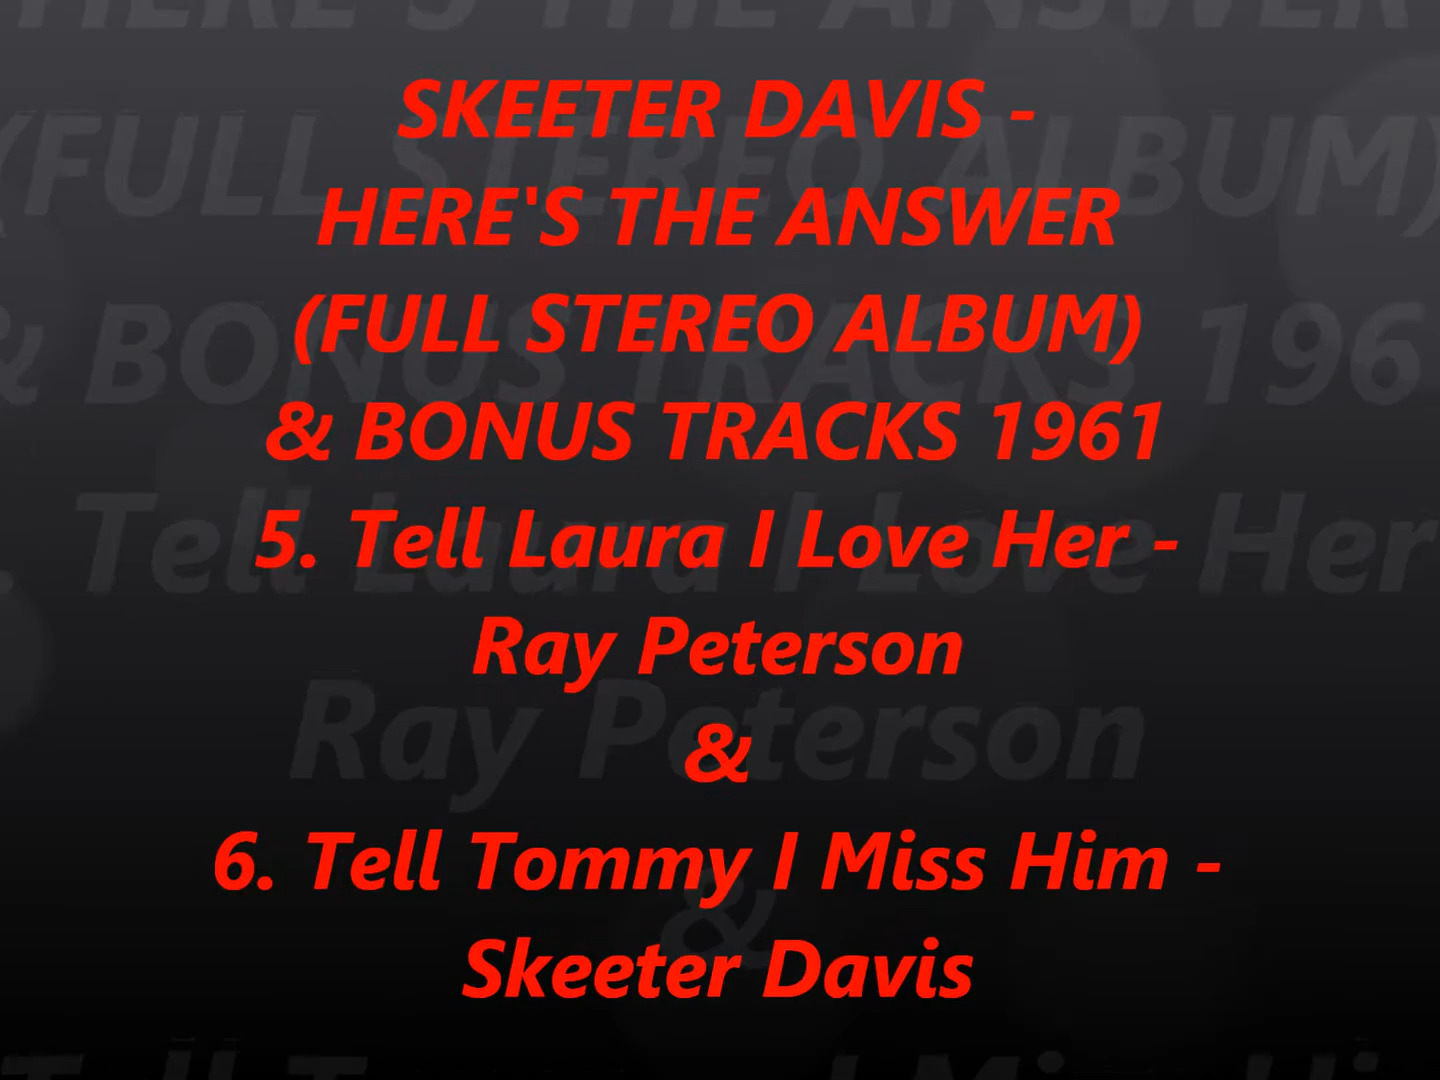 SKEETER DAVIS -
HERE'S THE ANSWER
(FULL STEREO ALBUM)
& BONUS TRACKS 1961
5. Tell Laura I Love Her -
Ray Peterson
&
6. Tell Tommy I Miss Him -
Skeeter Davis